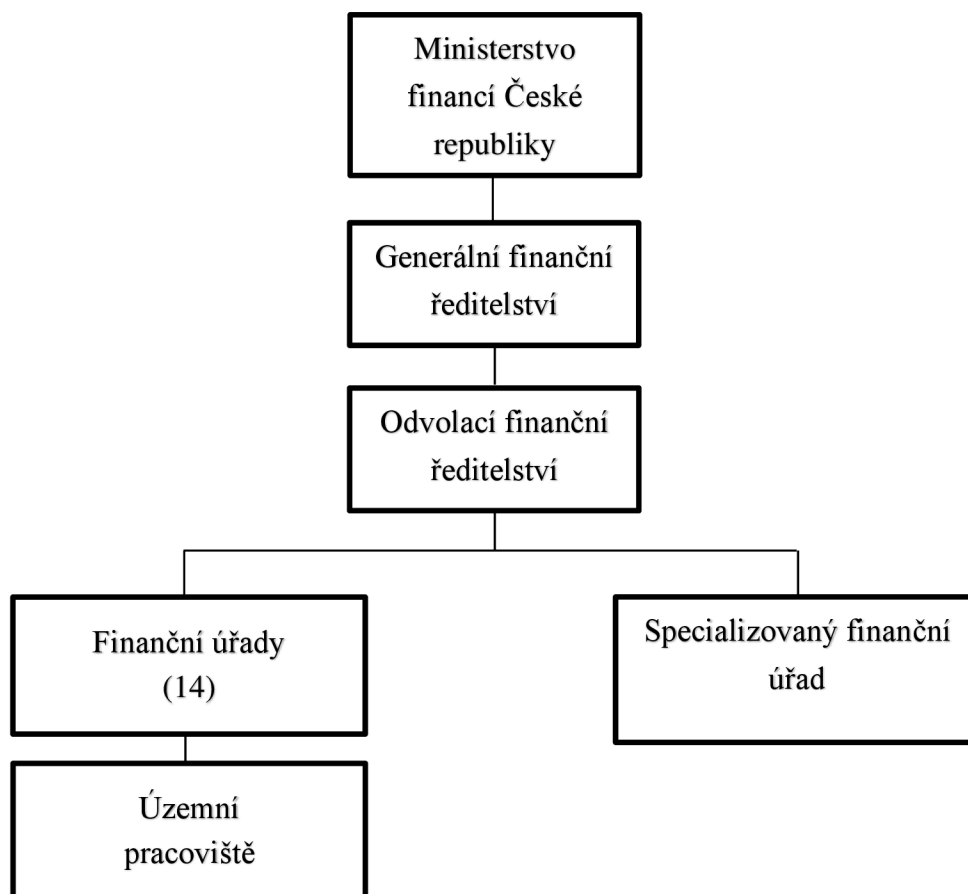 Ministerstvo
financí České
republiky
Generální finanční
ředitelství
Odvolací finanční
ředitelství
Finanční úřady
(14)
Specializovaný finanční
úřad
Územní
pracoviště